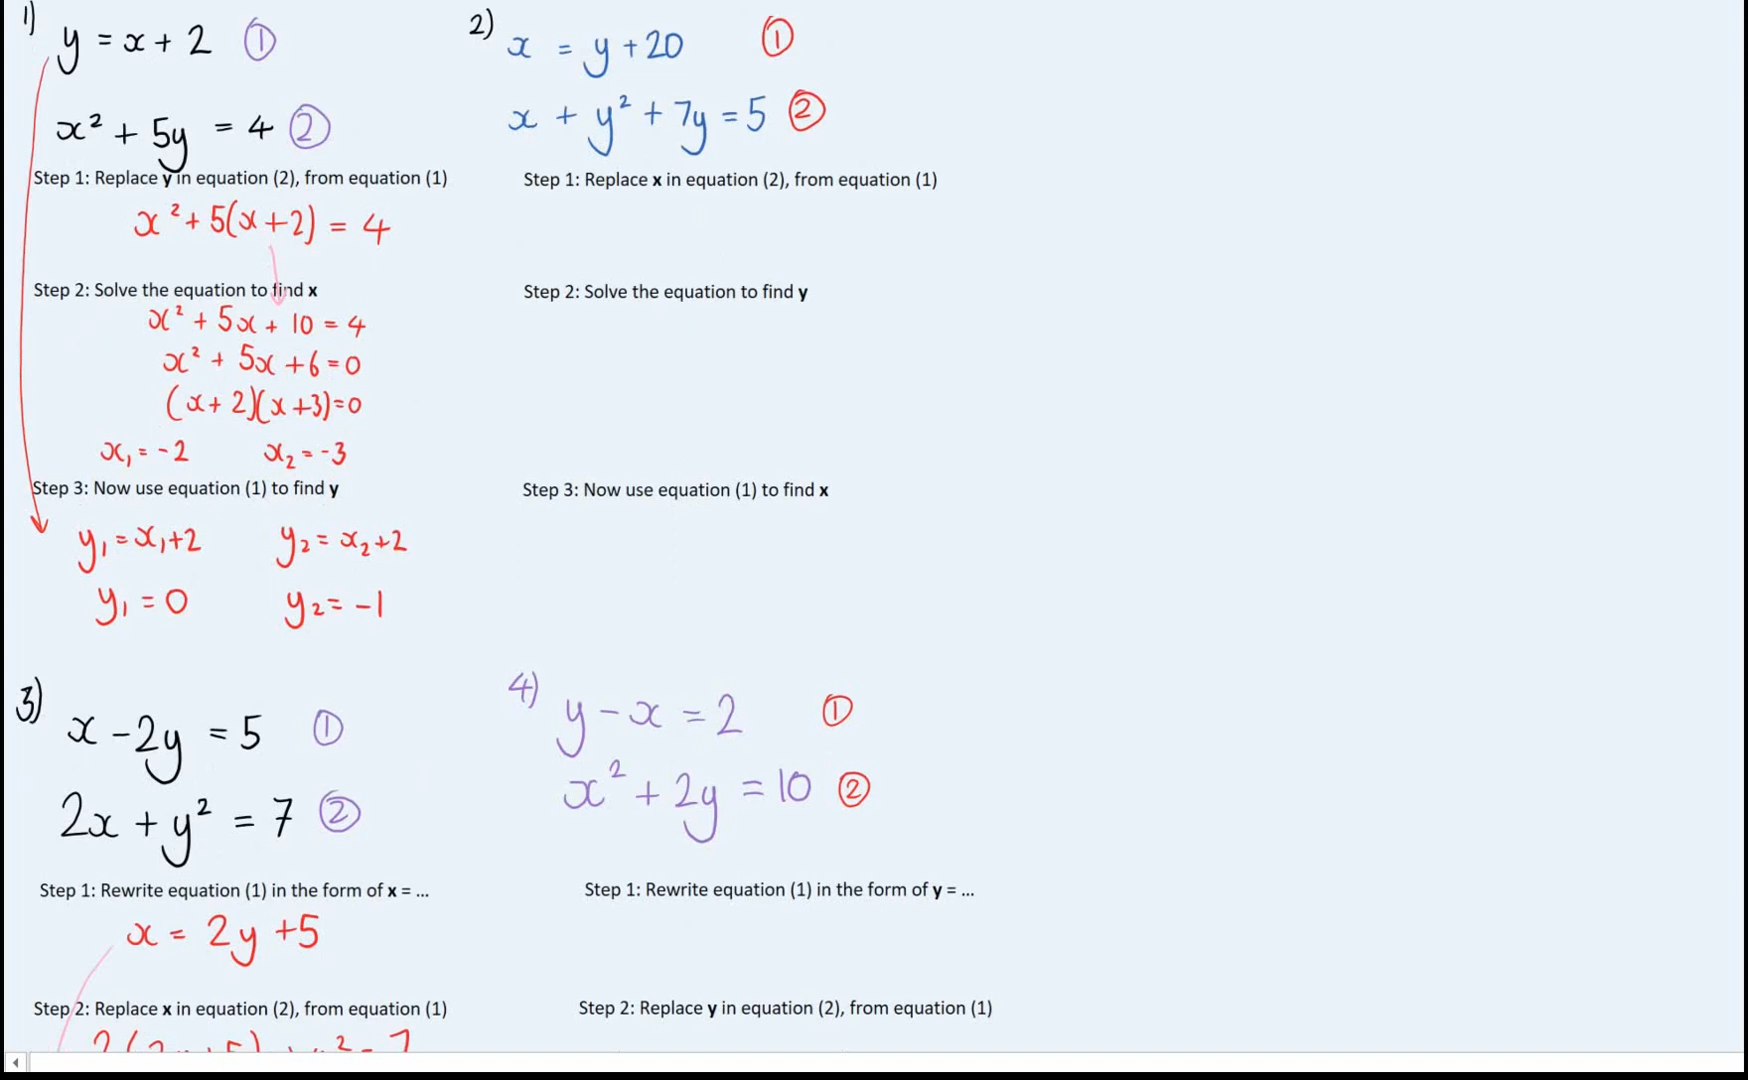 1)
y = x + 2 ①
x² + 5y = 4 ②
Step 1: Replace y in equation (2), from equation (1)
x² + 5(x+2) = 4
Step 2: Solve the equation to find x
x² + 5x + 10 = 4
x² + 5x + 6 = 0
(x + 2)(x + 3) = 0
x₁ = -2 x₂ = -3
Step 3: Now use equation (1) to find y
y₁ = x₁+2 y₂ = x₂+2
y₁ = 0 y₂ = -1
2)
x = y + 20 ①
x + y² + 7y = 5 ②
Step 1: Replace x in equation (2), from equation (1)
Step 2: Solve the equation to find y
Step 3: Now use equation (1) to find x
3)
x - 2y = 5 ①
2x + y² = 7 ②
Step 1: Rewrite equation (1) in the form of x = ...
x = 2y + 5
Step 2: Replace x in equation (2), from equation (1)
4)
y - x = 2 ①
x² + 2y = 10 ②
Step 1: Rewrite equation (1) in the form of y = ...
Step 2: Replace y in equation (2), from equation (1)